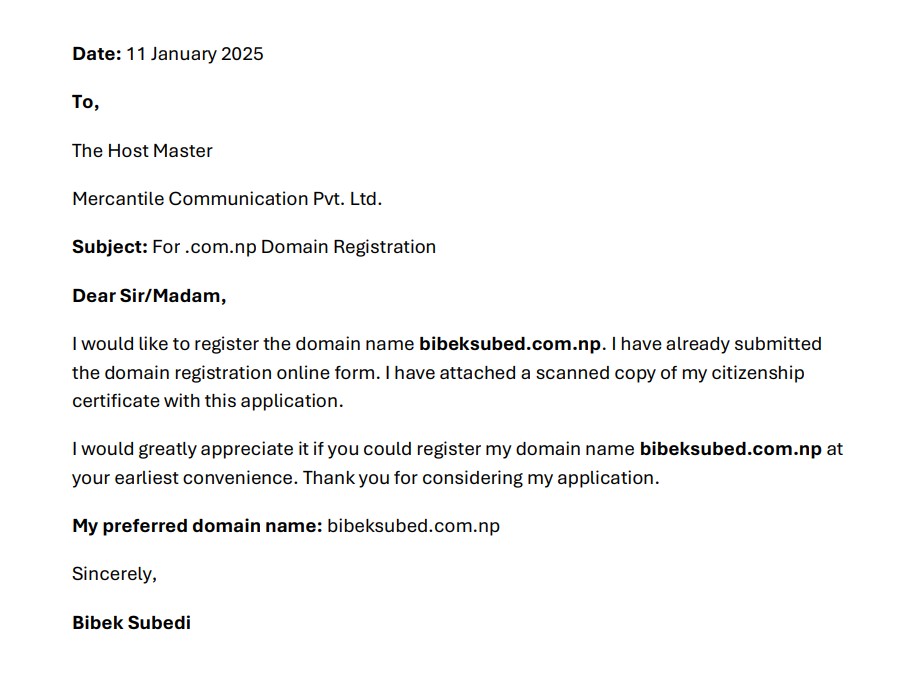 Date: 11 January 2025
To,
The Host Master
Mercantile Communication Pvt. Ltd.
Subject: For .com.np Domain Registration
Dear Sir/Madam,
I would like to register the domain name bibeksubed.com.np. I have already submitted
the domain registration online form. I have attached a scanned copy of my citizenship
certificate with this application.
I would greatly appreciate it if you could register my domain name bibeksubed.com.np at
your earliest convenience. Thank you for considering my application.
My preferred domain name: bibeksubed.com.np
Sincerely,
Bibek Subedi